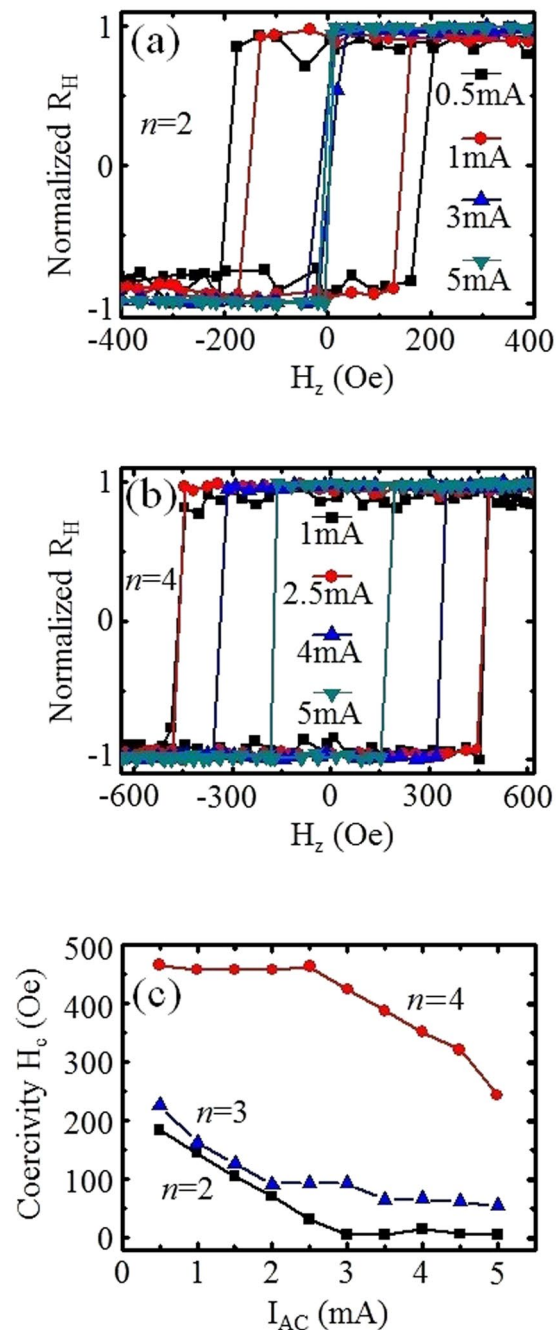 (a)
1
0
-1
Normalized R_H
n=2
0.5mA
1mA
3mA
5mA
-400 -200 0 200 400
H_z (Oe)
(b)
1
0
-1
Normalized R_H
n=4
1mA
2.5mA
4mA
5mA
-600 -300 0 300 600
H_z (Oe)
(c)
500
400
300
200
100
0
Coercivity H_c (Oe)
n=4
n=3
n=2
0 1 2 3 4 5
I_AC (mA)